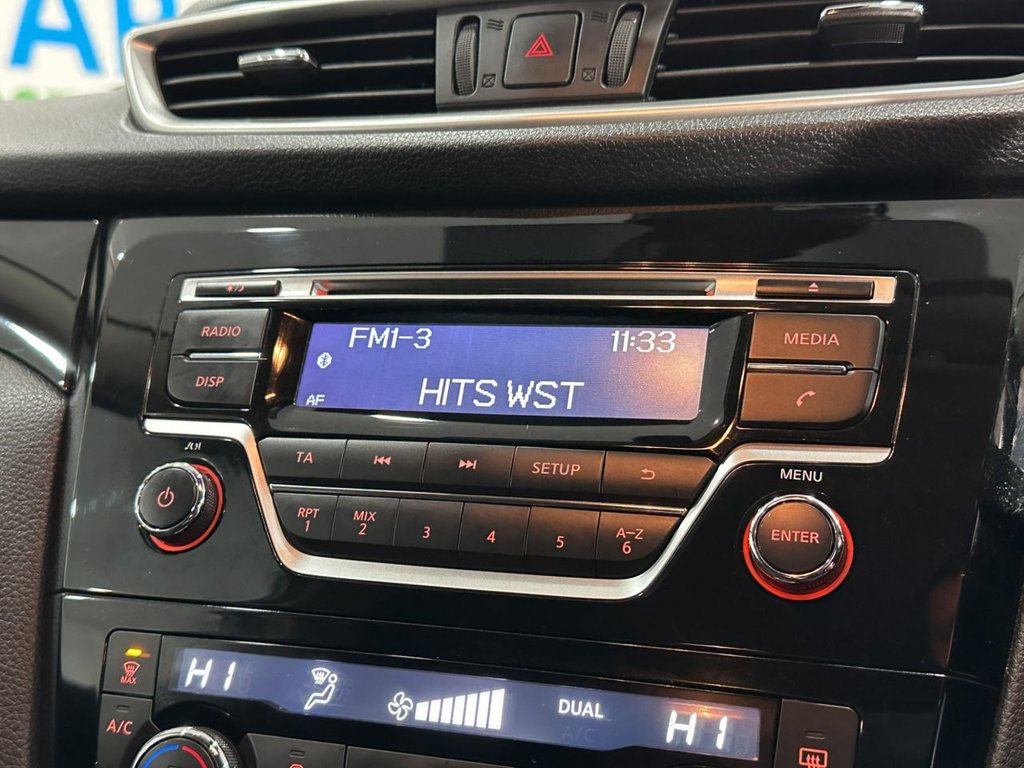 RADIO
FM1-3 11:33
MEDIA
DISP
AF
HITS WST
TA
SETUP
MENU
RPT
1
MIX
2
3
4
5
A-Z
6
ENTER
MAX
HI
DUAL
HI
A/C
A/C